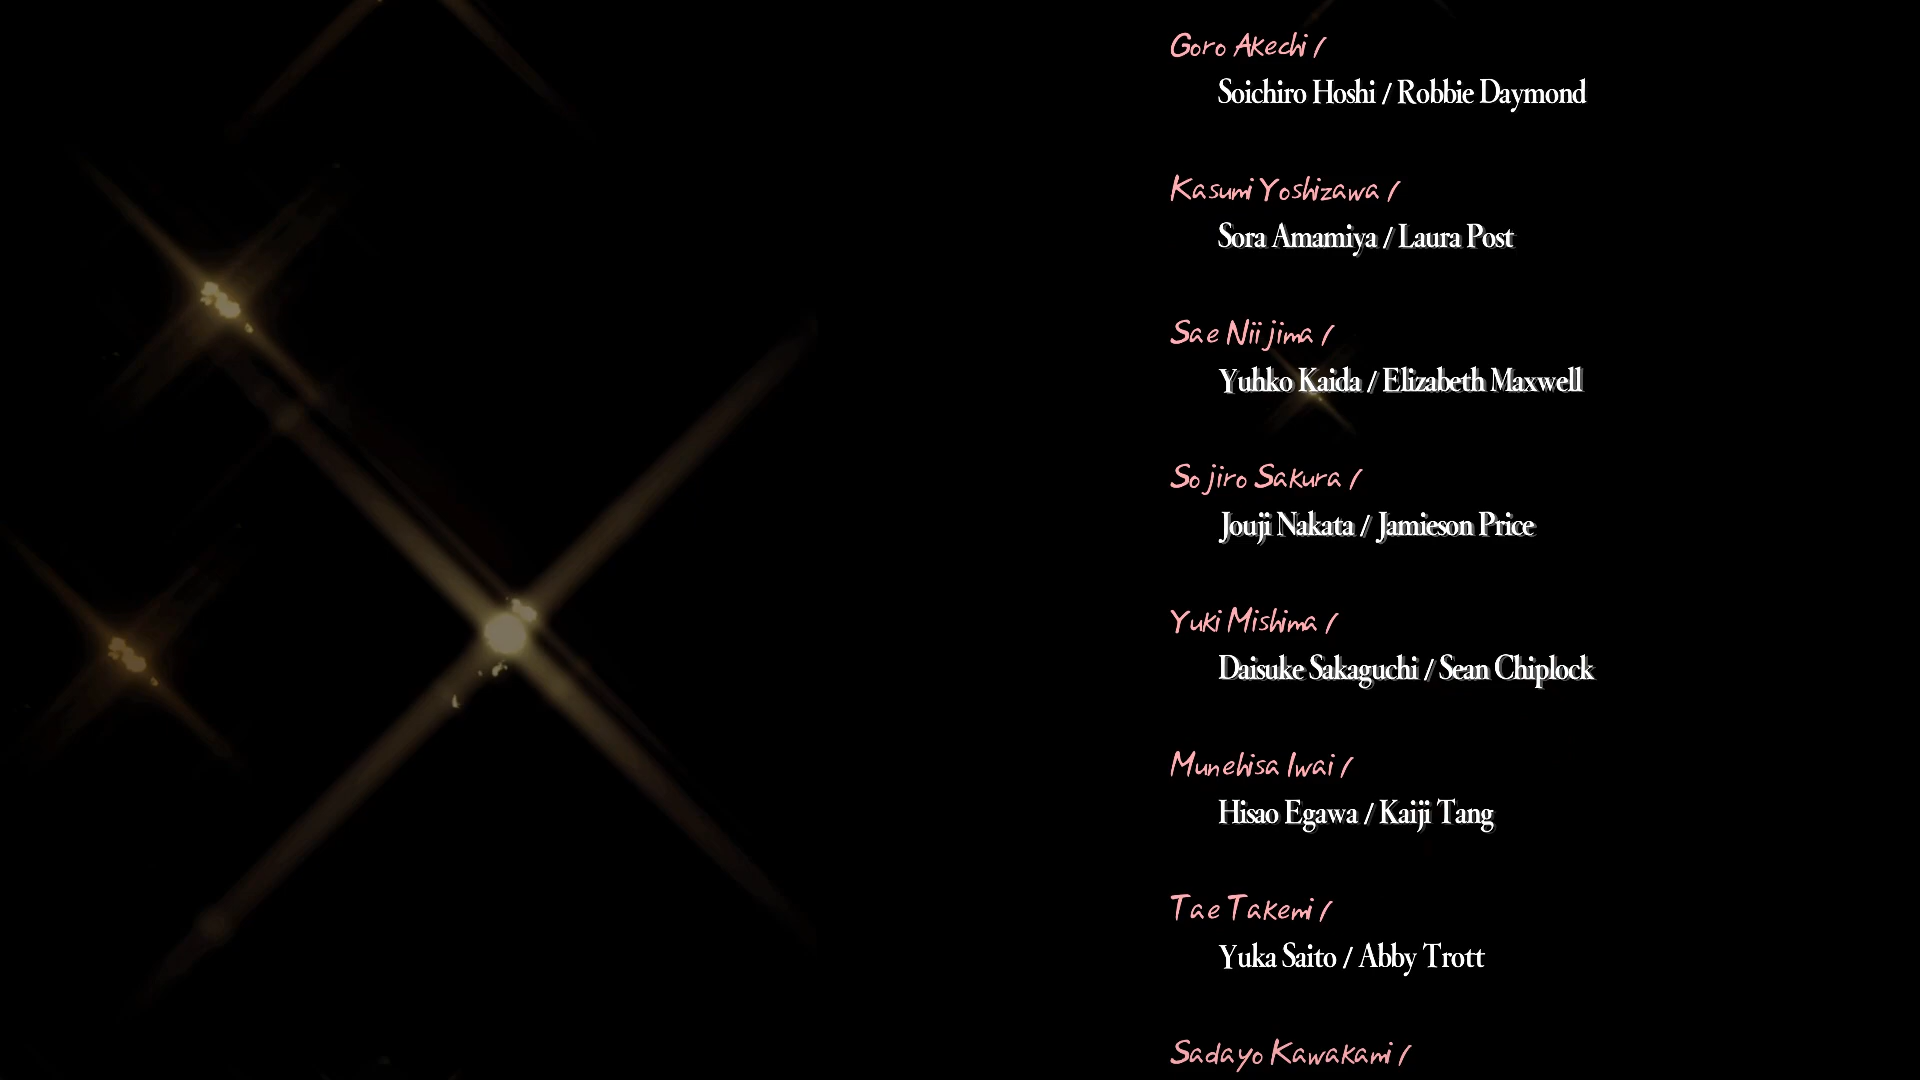 Goro Akechi /
Soichiro Hoshi / Robbie Daymond
Kasumi Yoshizawa /
Sora Amamiya / Laura Post
Sae Niijima /
Yuhko Kaida / Elizabeth Maxwell
Sojiro Sakura /
Jouji Nakata / Jamieson Price
Yuki Mishima /
Daisuke Sakaguchi / Sean Chiplock
Munehisa Iwai /
Hisao Egawa / Kaiji Tang
Tae Takemi /
Yuka Saito / Abby Trott
Sadayo Kawakami /